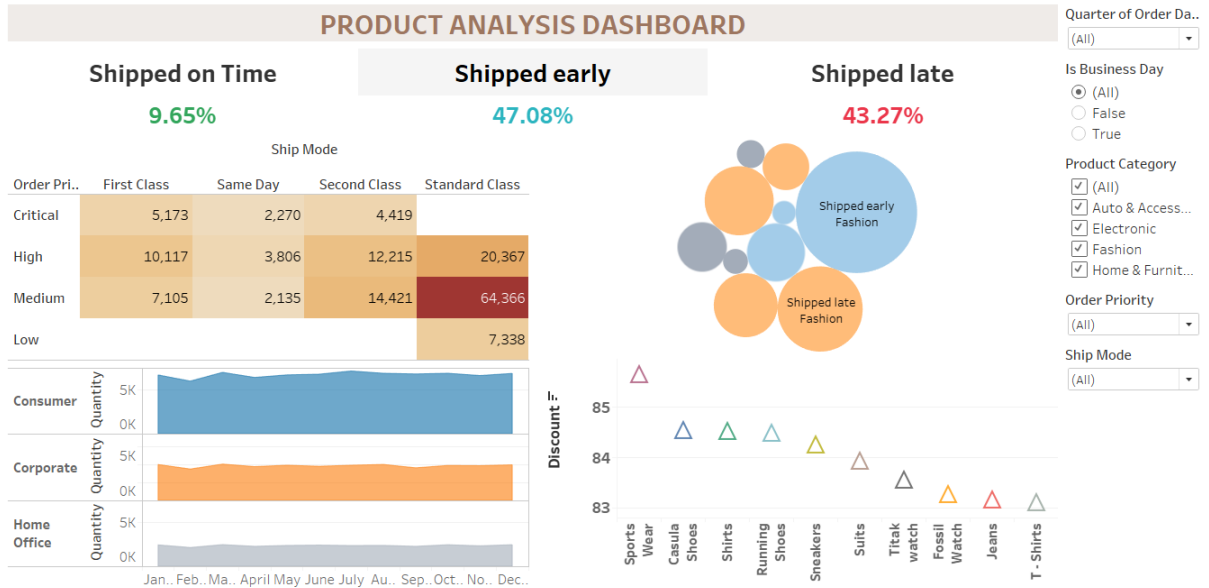 PRODUCT ANALYSIS DASHBOARD
Shipped on Time
Shipped early
Shipped late
9.65%
47.08%
43.27%
Ship Mode
Order Pri.. First Class Same Day Second Class Standard Class
Critical 5,173 2,270 4,419
High 10,117 3,806 12,215 20,367
Medium 7,105 2,135 14,421 64,366
Low 7,338
Shipped early
Fashion
Shipped late
Fashion
Consumer
Quantity
5K
0K
Corporate
Quantity
5K
0K
Home
Office
Quantity
5K
0K
Jan.. Feb.. Ma.. April May June July Au.. Sep.. Oct.. No.. Dec..
Discount
85
84
83
Sports
Wear
Casula
Shoes
Shirts
Running
Shoes
Sneakers
Suits
Titak
watch
Fossil
Watch
Jeans
T - Shirts
Quarter of Order Da..
(All)
Is Business Day
(All)
False
True
Product Category
(All)
Auto & Access...
Electronic
Fashion
Home & Furnit...
Order Priority
(All)
Ship Mode
(All)